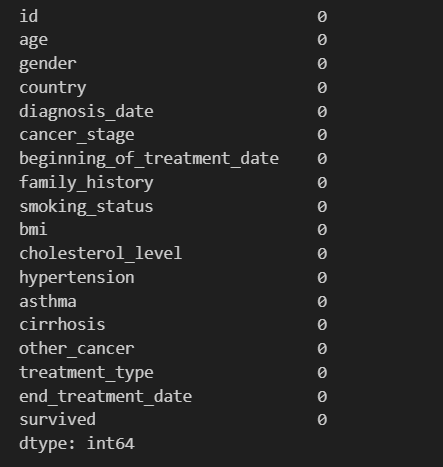 id 0
age 0
gender 0
country 0
diagnosis_date 0
cancer_stage 0
beginning_of_treatment_date 0
family_history 0
smoking_status 0
bmi 0
cholesterol_level 0
hypertension 0
asthma 0
cirrhosis 0
other_cancer 0
treatment_type 0
end_treatment_date 0
survived 0
dtype: int64